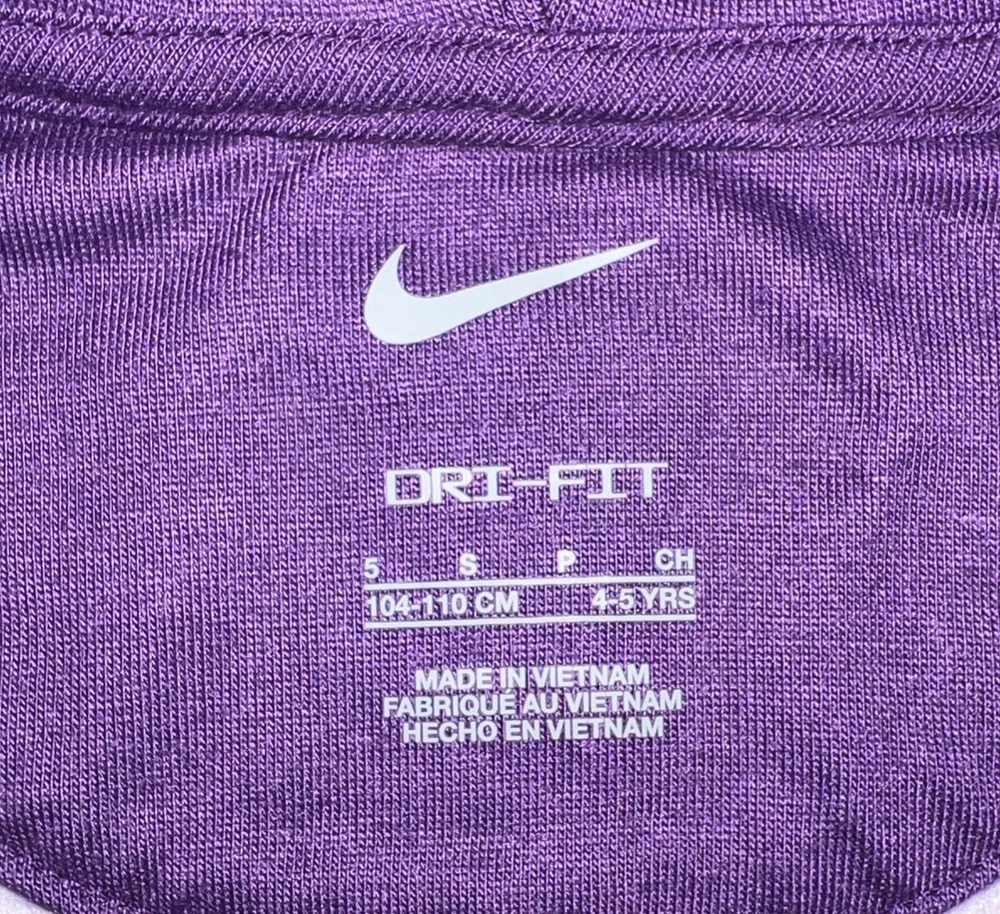 DRI-FIT
5 S P CH
104-110 CM 4-5 YRS
MADE IN VIETNAM
FABRIQUÉ AU VIETNAM
HECHO EN VIETNAM